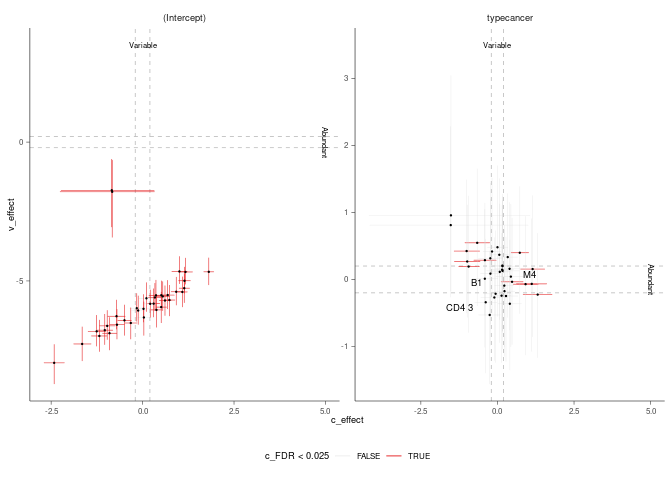 (Intercept)
typecancer
Variable
Variable
Abundant
Abundant
v_effect
0
-5
3
2
1
0
-1
M4
B1
CD4 3
-2.5
0.0
2.5
5.0
-2.5
0.0
2.5
5.0
c_effect
c_FDR < 0.025
FALSE
TRUE